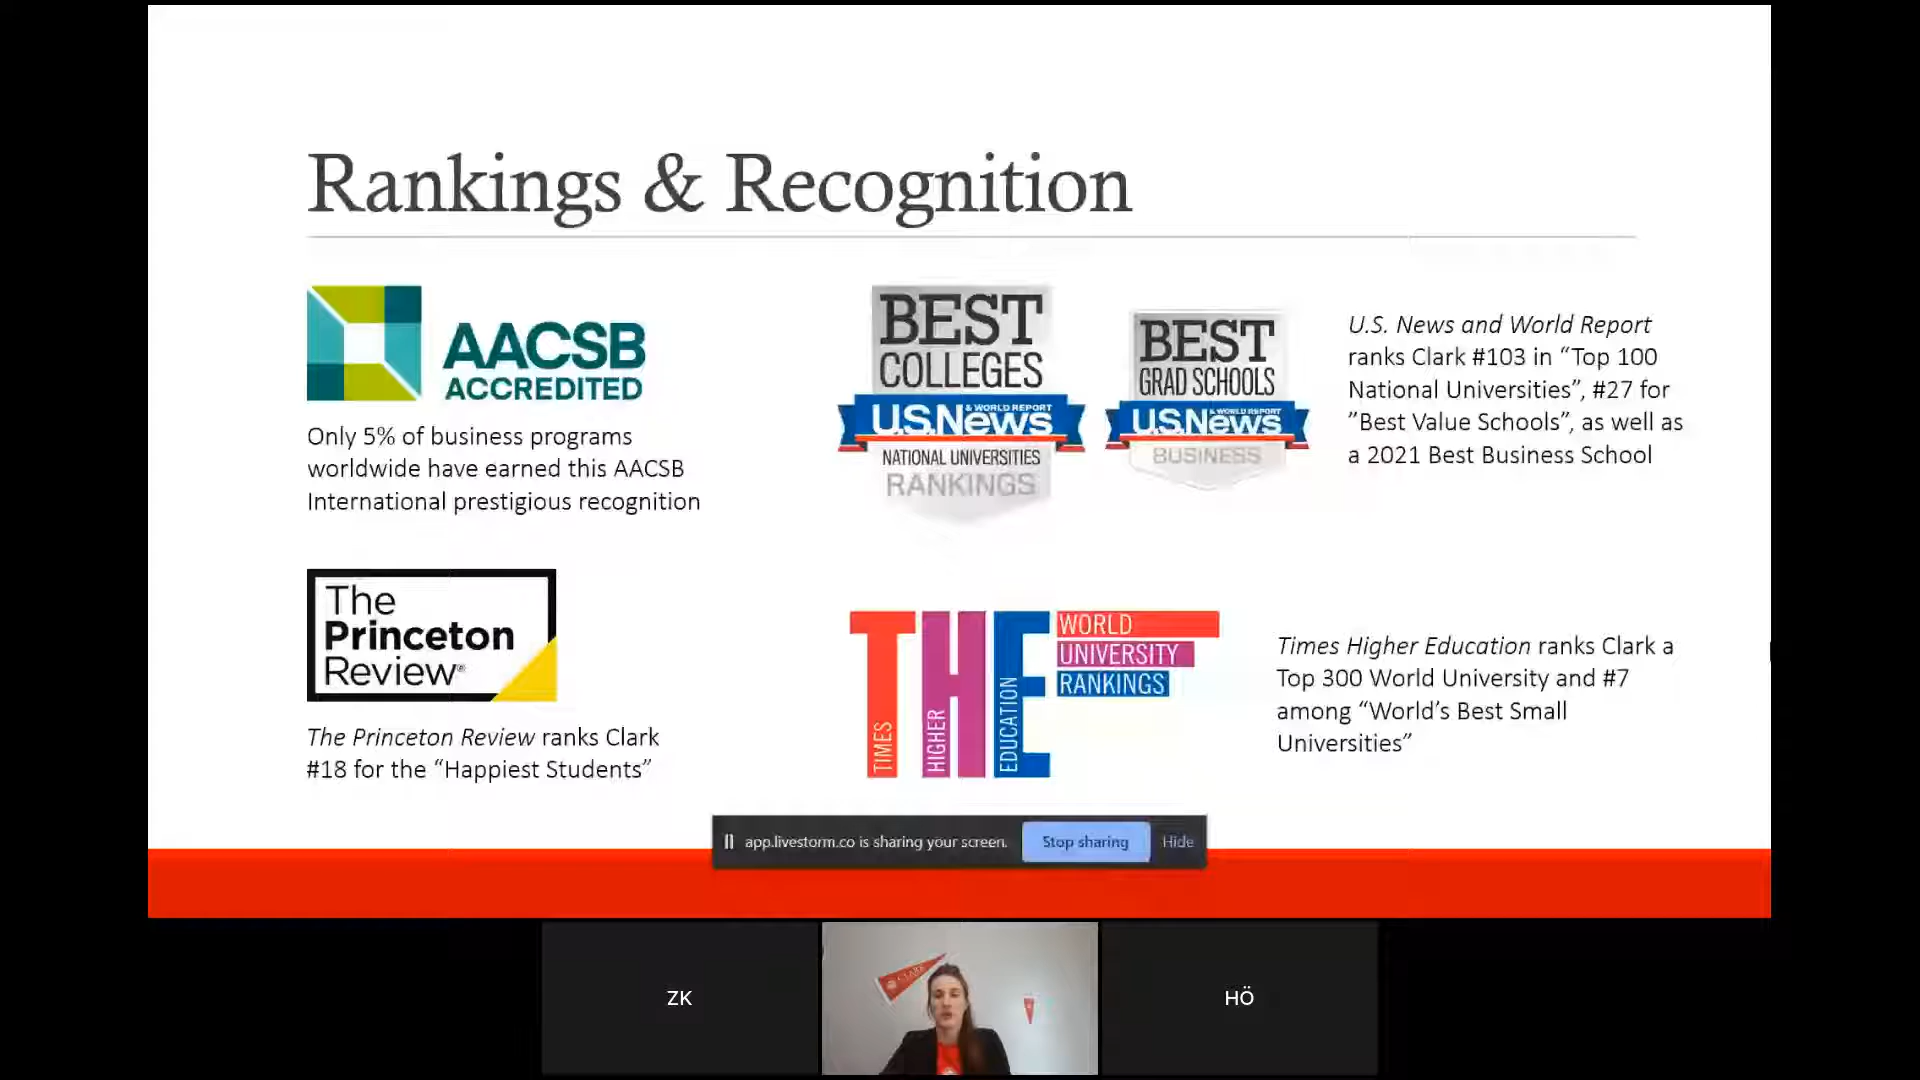 Rankings & Recognition
AACSB
ACCREDITED
Only 5% of business programs
worldwide have earned this AACSB
International prestigious recognition
BEST
COLLEGES
U.S.News
& WORLD REPORT
NATIONAL UNIVERSITIES
RANKINGS
BEST
GRAD SCHOOLS
U.S.News
& WORLD REPORT
BUSINESS
U.S. News and World Report
ranks Clark #103 in “Top 100
National Universities”, #27 for
”Best Value Schools”, as well as
a 2021 Best Business School
The
Princeton
Review®
The Princeton Review ranks Clark
#18 for the “Happiest Students”
THE
TIMES
HIGHER
EDUCATION
WORLD
UNIVERSITY
RANKINGS
Times Higher Education ranks Clark a
Top 300 World University and #7
among “World’s Best Small
Universities”
app.livestorm.co is sharing your screen.
Stop sharing
Hide
ZK
CLARK
HÖ